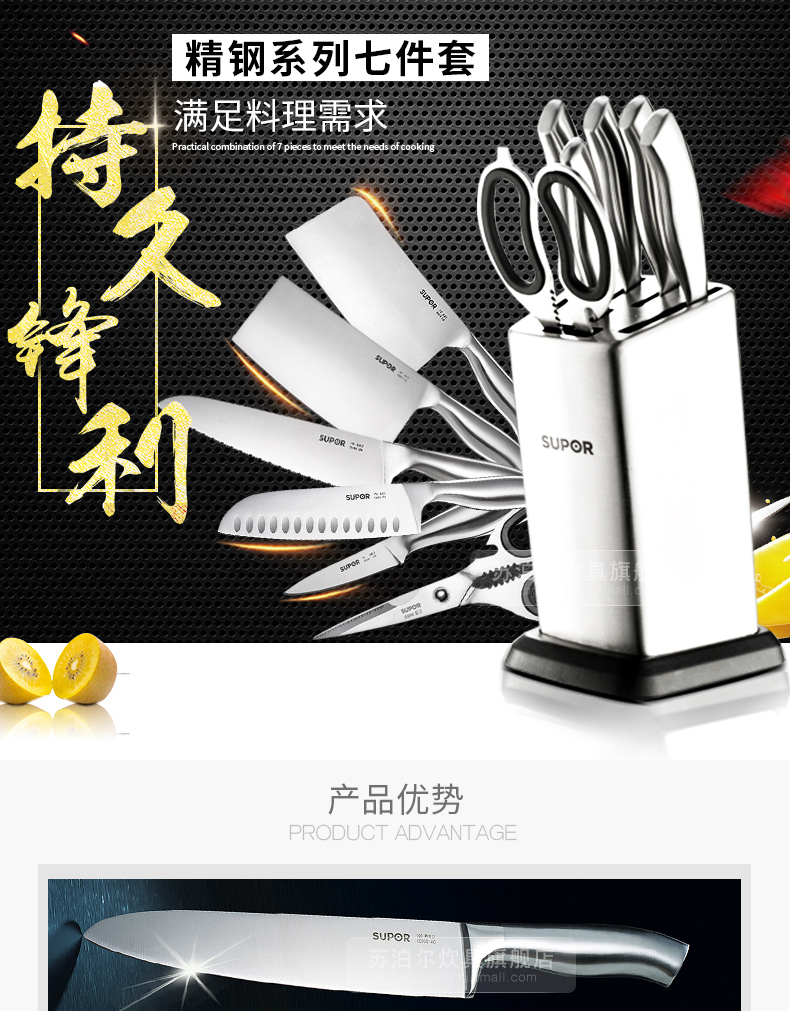 精钢系列七件套
满足料理需求
Practical combination of 7 pieces to meet the needs of cooking
持久锋利
SUPOR
SUPOR
SUPOR
SUPOR
SUPOR
SUPOR
SUPOR
产品优势
PRODUCT ADVANTAGE
SUPOR
苏泊尔炊具旗舰店